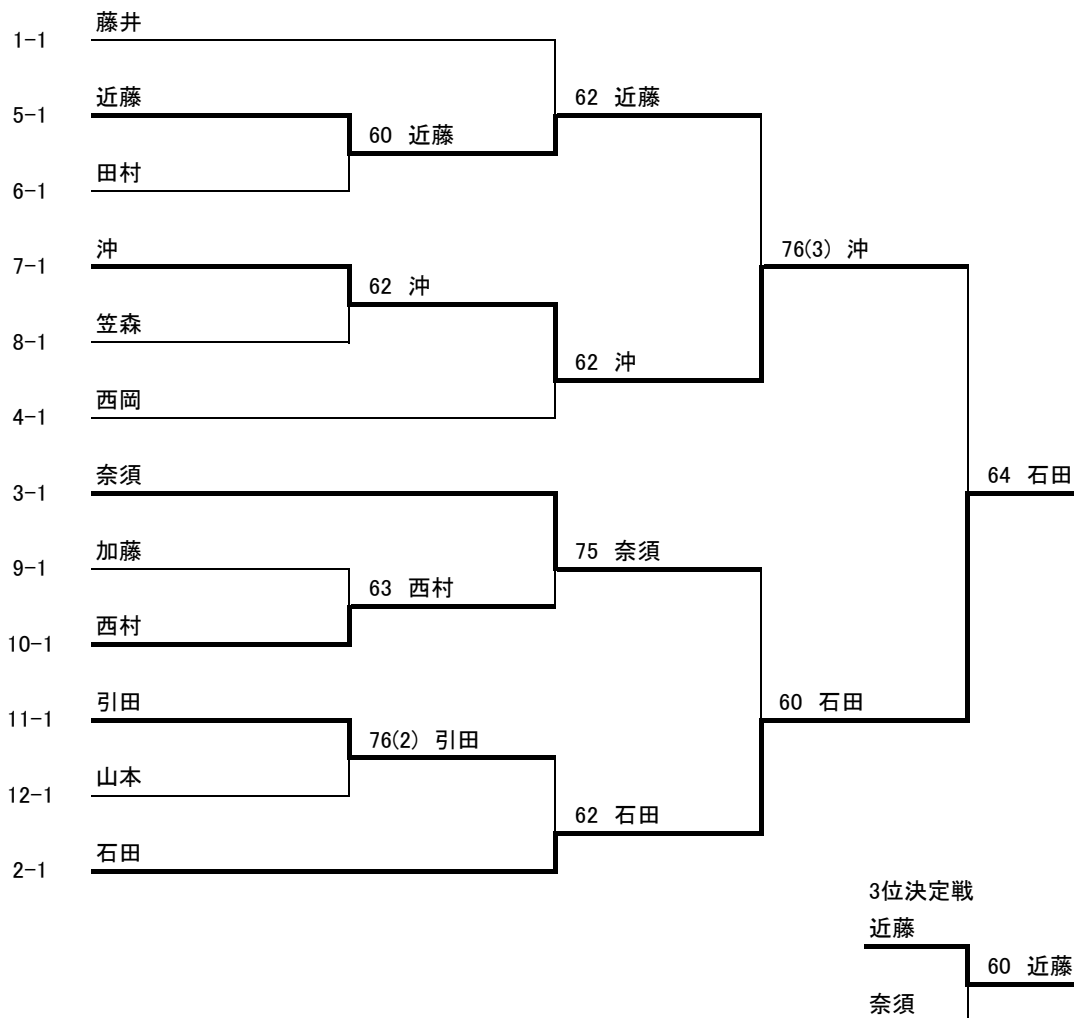 藤井
1-1
近藤
62 近藤
5-1
60 近藤
田村
6-1
沖
76(3) 沖
7-1
62 沖
笠森
8-1
62 沖
西岡
4-1
奈須
64 石田
3-1
加藤
75 奈須
9-1
63 西村
西村
10-1
引田
60 石田
11-1
76(2) 引田
山本
12-1
62 石田
石田
2-1
3位決定戦
近藤
60 近藤
奈須